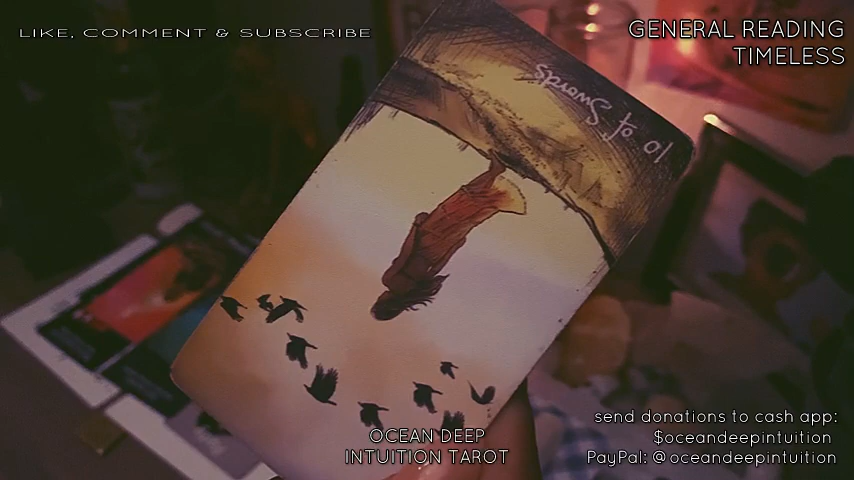 LIKE, COMMENT & SUBSCRIBE
GENERAL READING
TIMELESS
10 of Swords
OCEAN DEEP
INTUITION TAROT
send donations to cash app:
$oceandeepintuition
PayPal: @oceandeepintuition